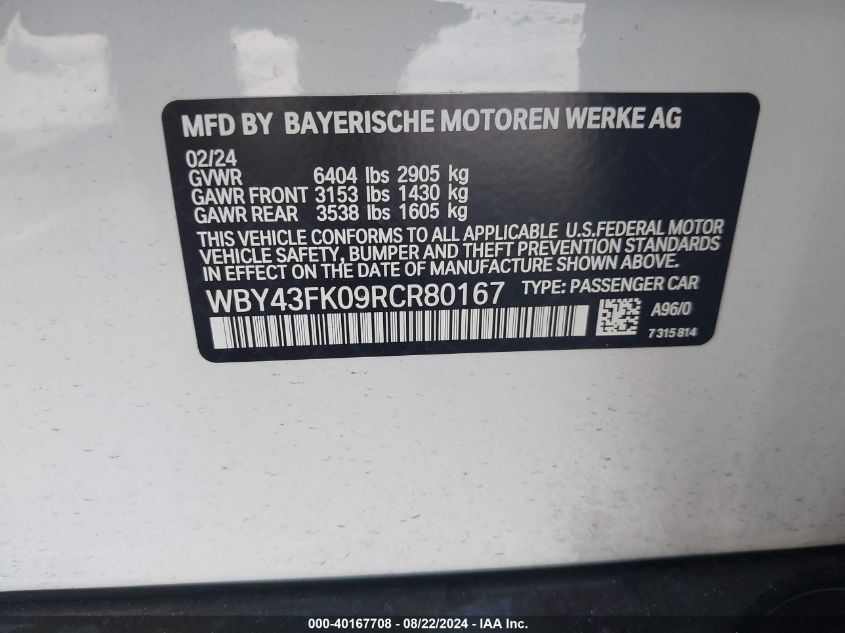 MFD BY BAYERISCHE MOTOREN WERKE AG
02/24
GVWR 6404 lbs 2905 kg
GAWR FRONT 3153 lbs 1430 kg
GAWR REAR 3538 lbs 1605 kg
THIS VEHICLE CONFORMS TO ALL APPLICABLE U.S.FEDERAL MOTOR
VEHICLE SAFETY, BUMPER AND THEFT PREVENTION STANDARDS
IN EFFECT ON THE DATE OF MANUFACTURE SHOWN ABOVE.
WBY43FK09RCR80167 TYPE: PASSENGER CAR
A96/0
7315814
000-40167708 - 08/22/2024 - IAA Inc.